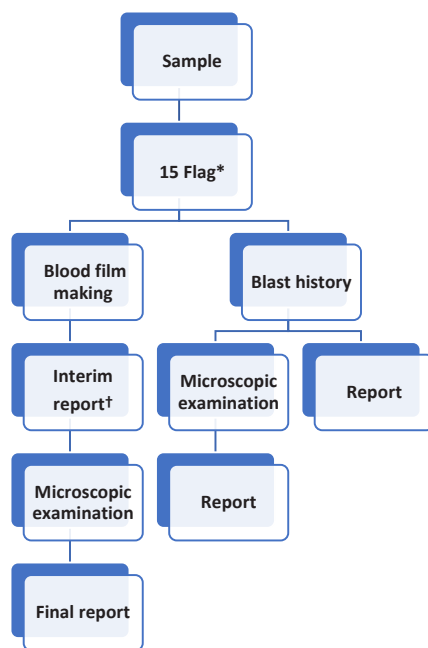 Sample
15 Flag*
Blood film
making
Blast history
Interim
report†
Microscopic
examination
Report
Microscopic
examination
Report
Final report